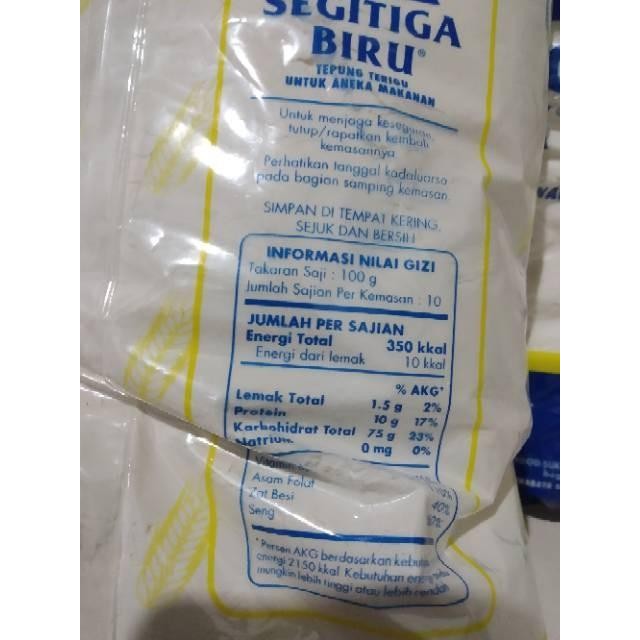 SEGITIGA
BIRU®
TEPUNG TERIGU
UNTUK ANEKA MAKANAN
Untuk menjaga
tutup/rapatkan kembali
kemasannya
Perhatikan tanggal kadaluarsa
pada bagian samping kemasan.
SIMPAN DI TEMPAT KERING,
SEJUK DAN BERSIH
INFORMASI NILAI GIZI
Takaran Saji : 100 g
Jumlah Sajian Per Kemasan : 10
JUMLAH PER SAJIAN
Energi Total 350 kkal
Energi dari lemak 10 kkal
% AKG*
Lemak Total 1.5 g 2%
Protein 10 g 17%
Karbohidrat Total 75 g 23%
Natrium 0 mg 0%
Asam Folat
Zat Besi 40%
Seng
*Persen AKG berdasarkan
energi 2150 kkal Kebutuhan
mungkin lebih tinggi atau lebih rendah